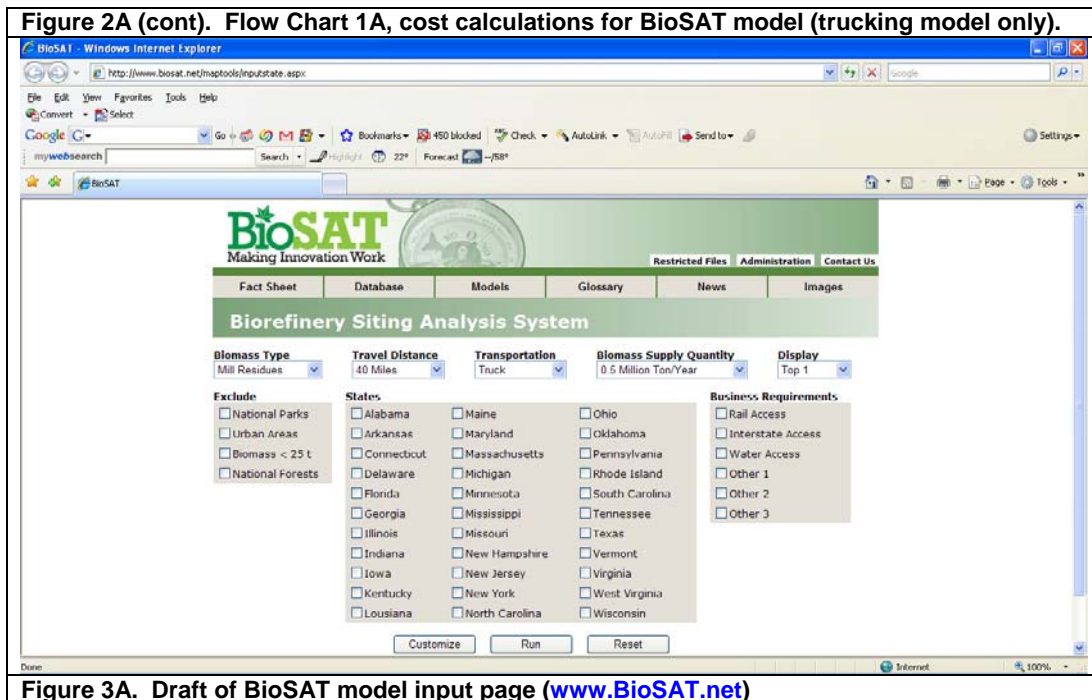 Figure 2A (cont). Flow Chart 1A, cost calculations for BioSAT model (trucking model only).
BioSAT - Windows Internet Explorer
http://www.biosat.net/maptools/inputstate.aspx
Google
File Edit View Favorites Tools Help
Convert Select
Google G Go Bookmarks 450 blocked Check AutoLink AutoFill Send to Settings
mywebsearch Search Highlight 22° Forecast --/58°
BioSAT Page Tools »
BioSAT
Making Innovation Work
Restricted Files Administration Contact Us
Fact Sheet Database Models Glossary News Images
Biorefinery Siting Analysis System
Biomass Type Travel Distance Transportation Biomass Supply Quantity Display
Mill Residues 40 Miles Truck 0.5 Million Ton/Year Top 1
Exclude States Business Requirements
National Parks Alabama Maine Ohio Rail Access
Urban Areas Arkansas Maryland Oklahoma Interstate Access
Biomass < 25 t Connecticut Massachusetts Pennsylvania Water Access
National Forests Delaware Michigan Rhode Island Other 1
Florida Minnesota South Carolina Other 2
Georgia Mississippi Tennessee Other 3
Illinois Missouri Texas
Indiana New Hampshire Vermont
Iowa New Jersey Virginia
Kentucky New York West Virginia
Lousiana North Carolina Wisconsin
Customize Run Reset
Done Internet 100%
Figure 3A. Draft of BioSAT model input page (www.BioSAT.net)